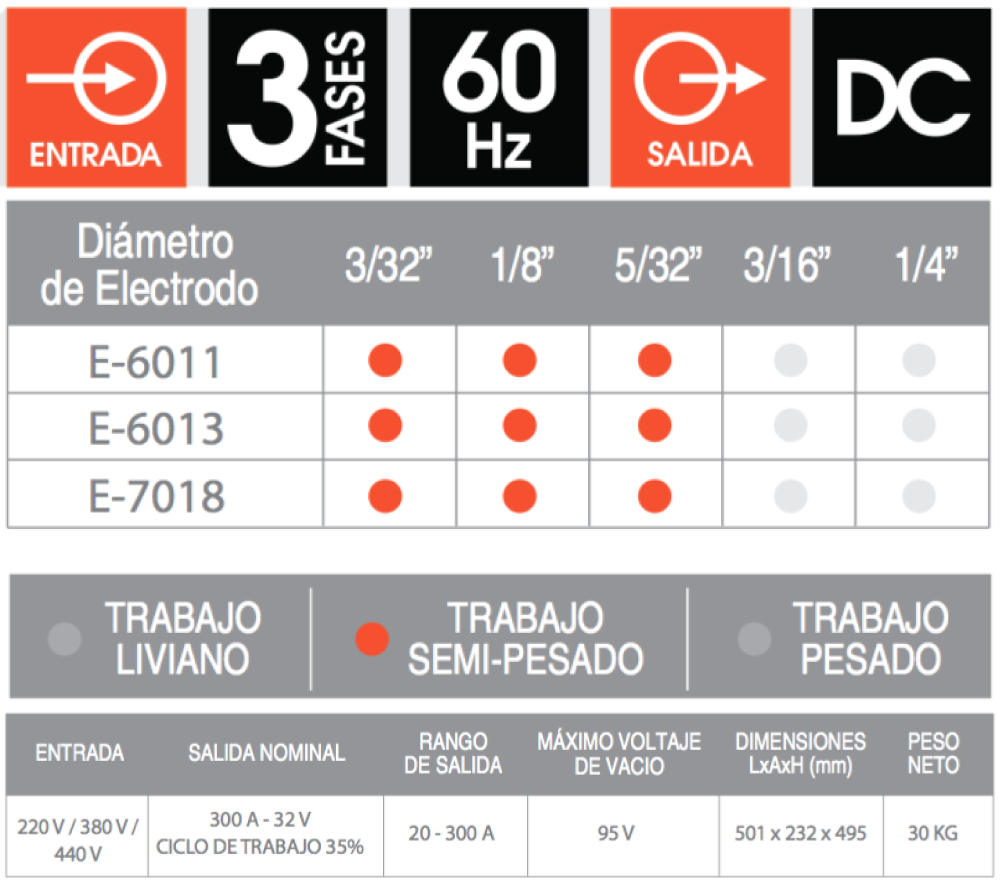 ENTRADA
3 FASES
60
Hz
SALIDA
DC
Diámetro
de Electrodo
3/32” 1/8” 5/32” 3/16” 1/4”
E-6011
E-6013
E-7018
TRABAJO
LIVIANO
TRABAJO
SEMI-PESADO
TRABAJO
PESADO
ENTRADA
SALIDA NOMINAL
RANGO
DE SALIDA
MÁXIMO VOLTAJE
DE VACIO
DIMENSIONES
LxAxH (mm)
PESO
NETO
220 V / 380 V /
440 V
300 A - 32 V
CICLO DE TRABAJO 35%
20 - 300 A
95 V
501 x 232 x 495
30 KG